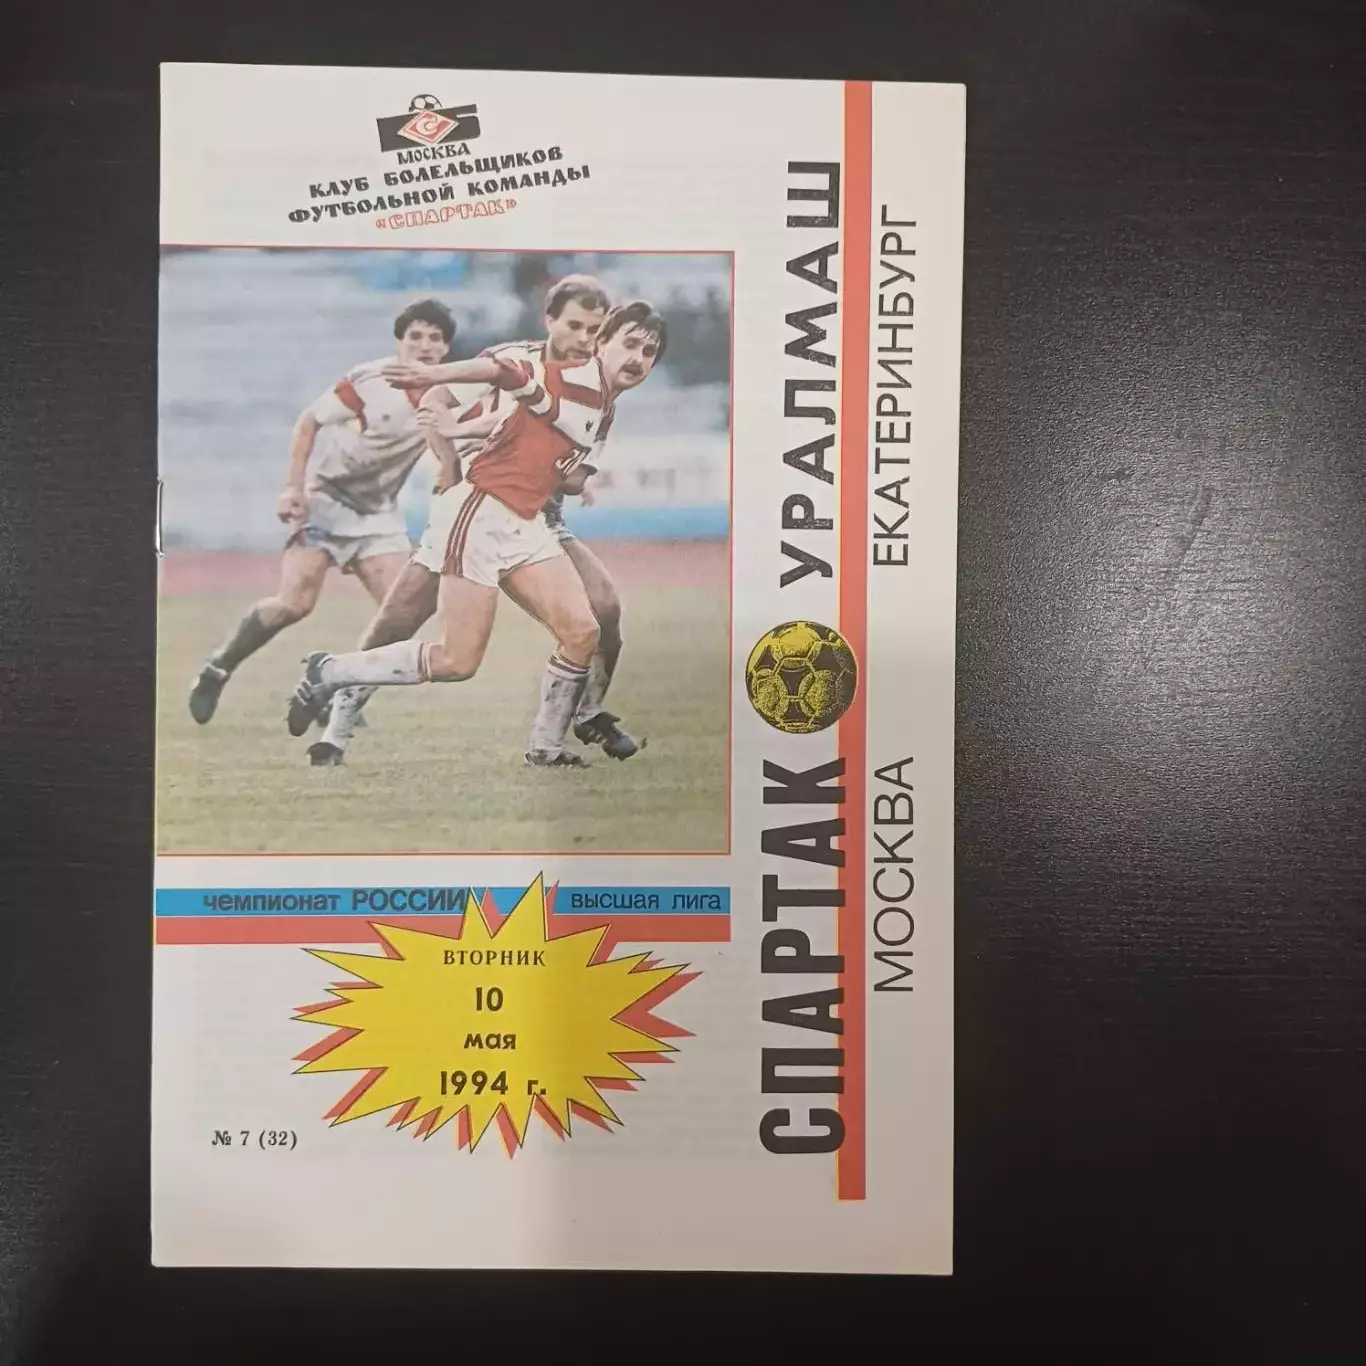 МОСКВА
КЛУБ БОЛЕЛЬЩИКОВ
ФУТБОЛЬНОЙ КОМАНДЫ
«СПАРТАК»
СПАРТАК УРАЛМАШ
МОСКВА ЕКАТЕРИНБУРГ
чемпионат РОССИИ высшая лига
ВТОРНИК
10
мая
1994 г.
№ 7 (32)